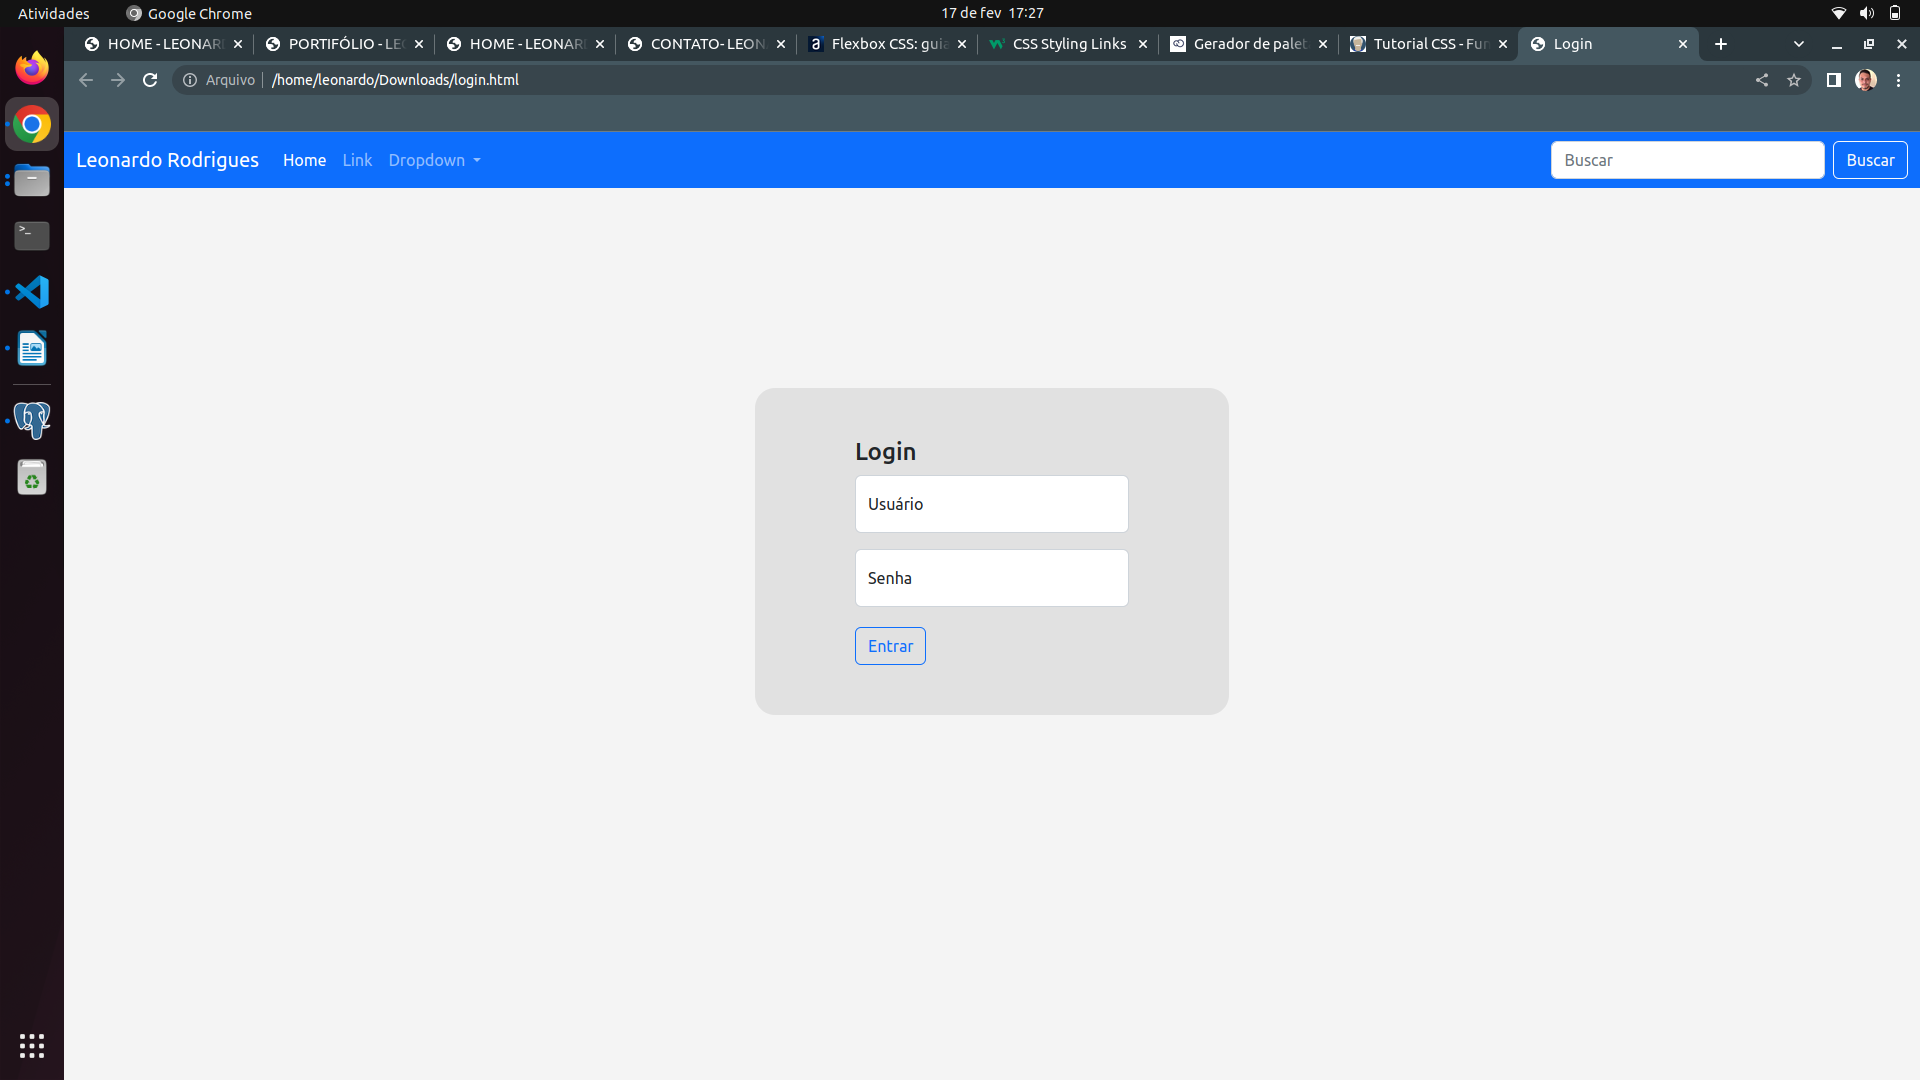 Atividades Google Chrome 17 de fev 17:27
HOME - LEONAR PORTIFÓLIO - LEO HOME - LEONAR CONTATO- LEON Flexbox CSS: guia CSS Styling Links Gerador de palet Tutorial CSS - Fun Login
Arquivo /home/leonardo/Downloads/login.html
Leonardo Rodrigues Home Link Dropdown Buscar Buscar
Login
Usuário
Senha
Entrar